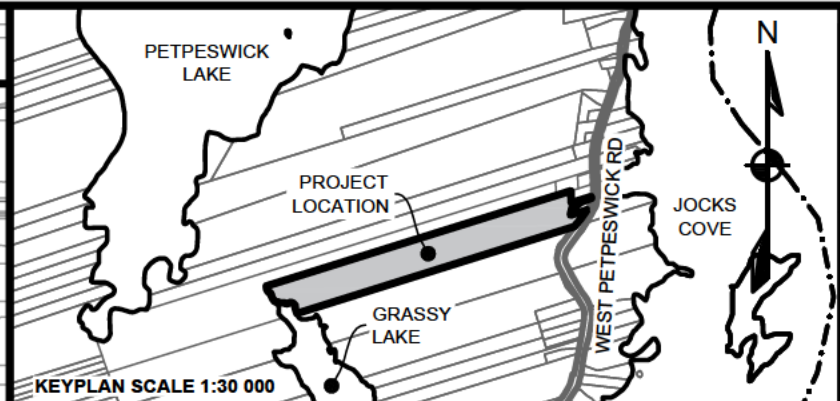 PETPESWICK
LAKE
N
PROJECT
LOCATION
WEST PETPESWICK RD
JOCKS
COVE
GRASSY
LAKE
KEYPLAN SCALE 1:30 000